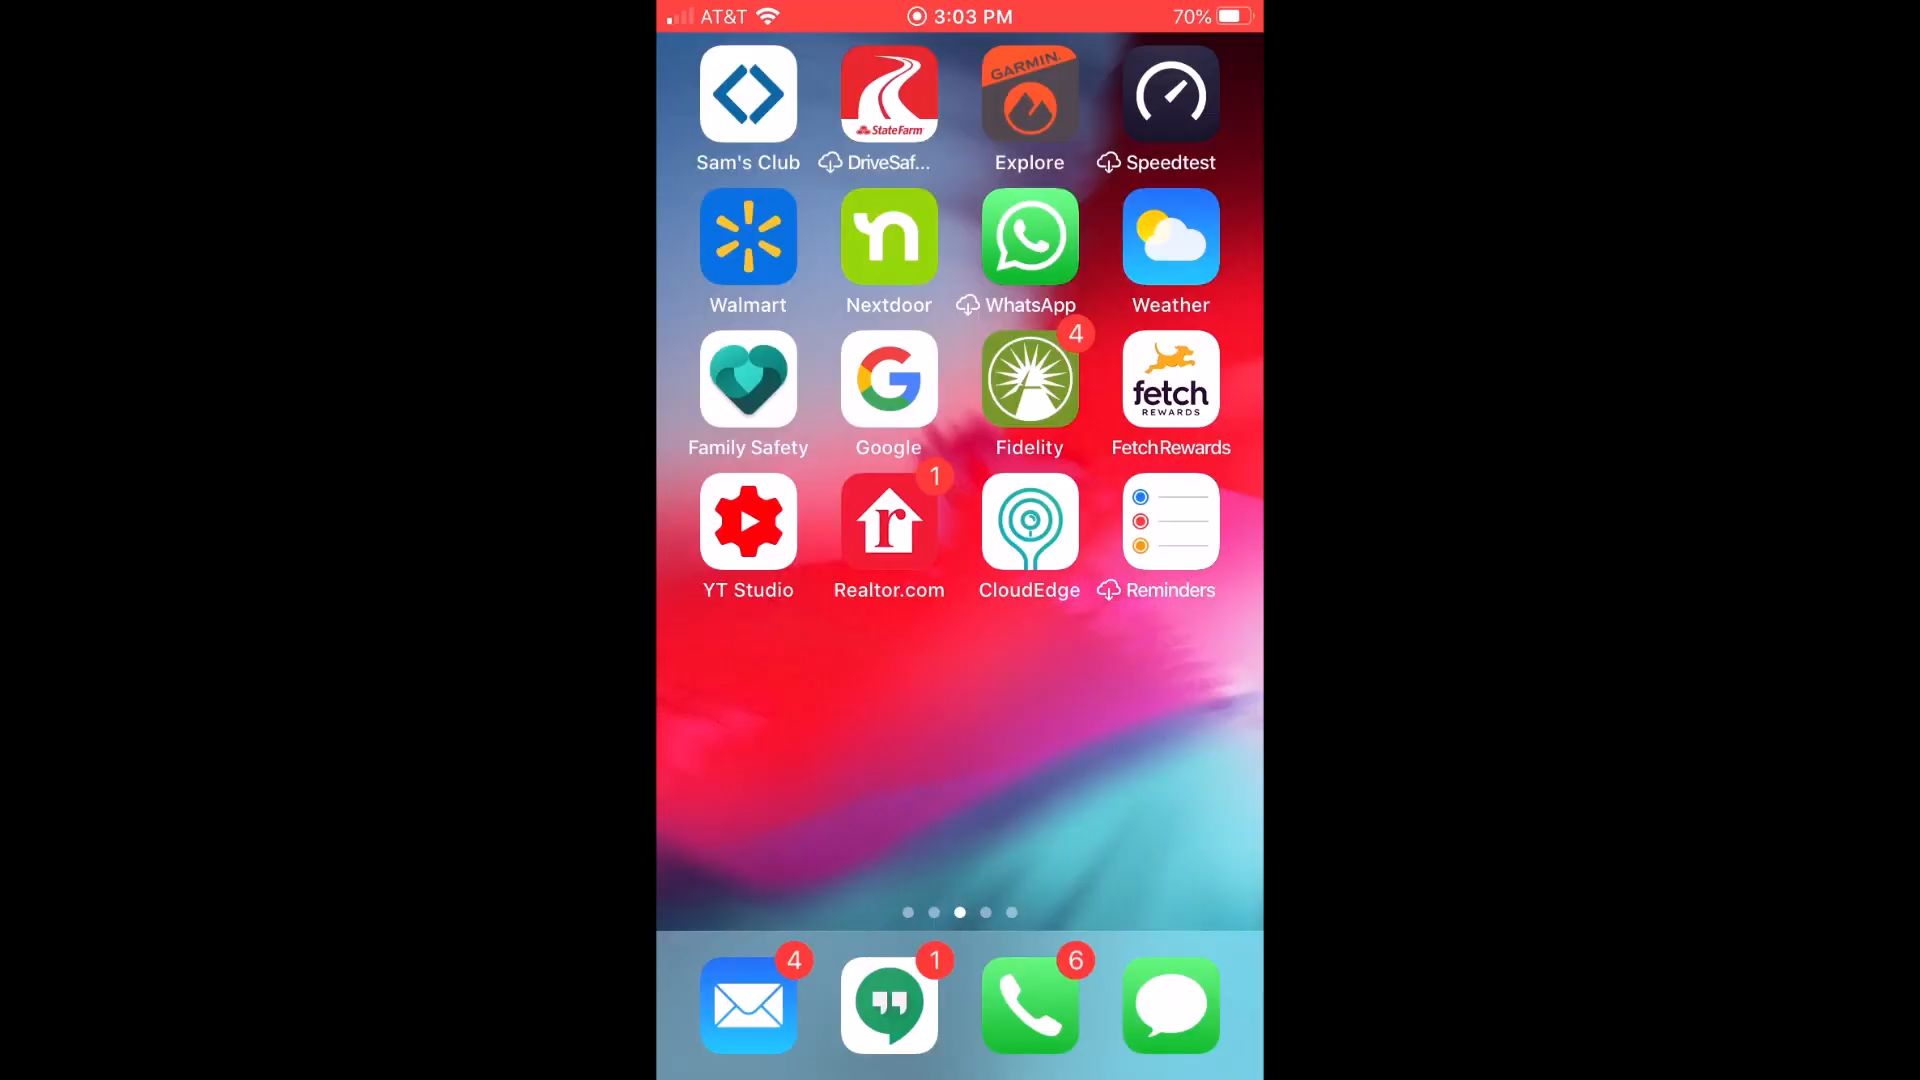 AT&T 3:03 PM 70%
GARMIN.
StateFarm
Sam's Club DriveSaf... Explore Speedtest
Walmart Nextdoor WhatsApp Weather
4
fetch
REWARDS
Family Safety Google Fidelity FetchRewards
1
r
YT Studio Realtor.com CloudEdge Reminders
4 1 6